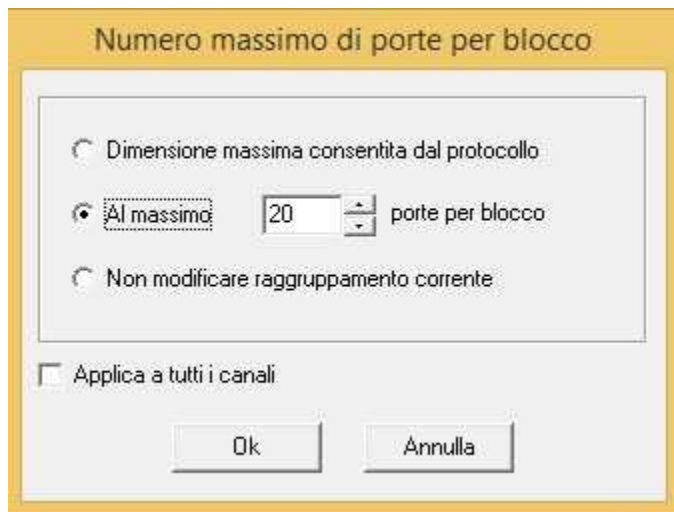 Numero massimo di porte per blocco
Dimensione massima consentita dal protocollo
Al massimo 20 porte per blocco
Non modificare raggruppamento corrente
Applica a tutti i canali
Ok Annulla